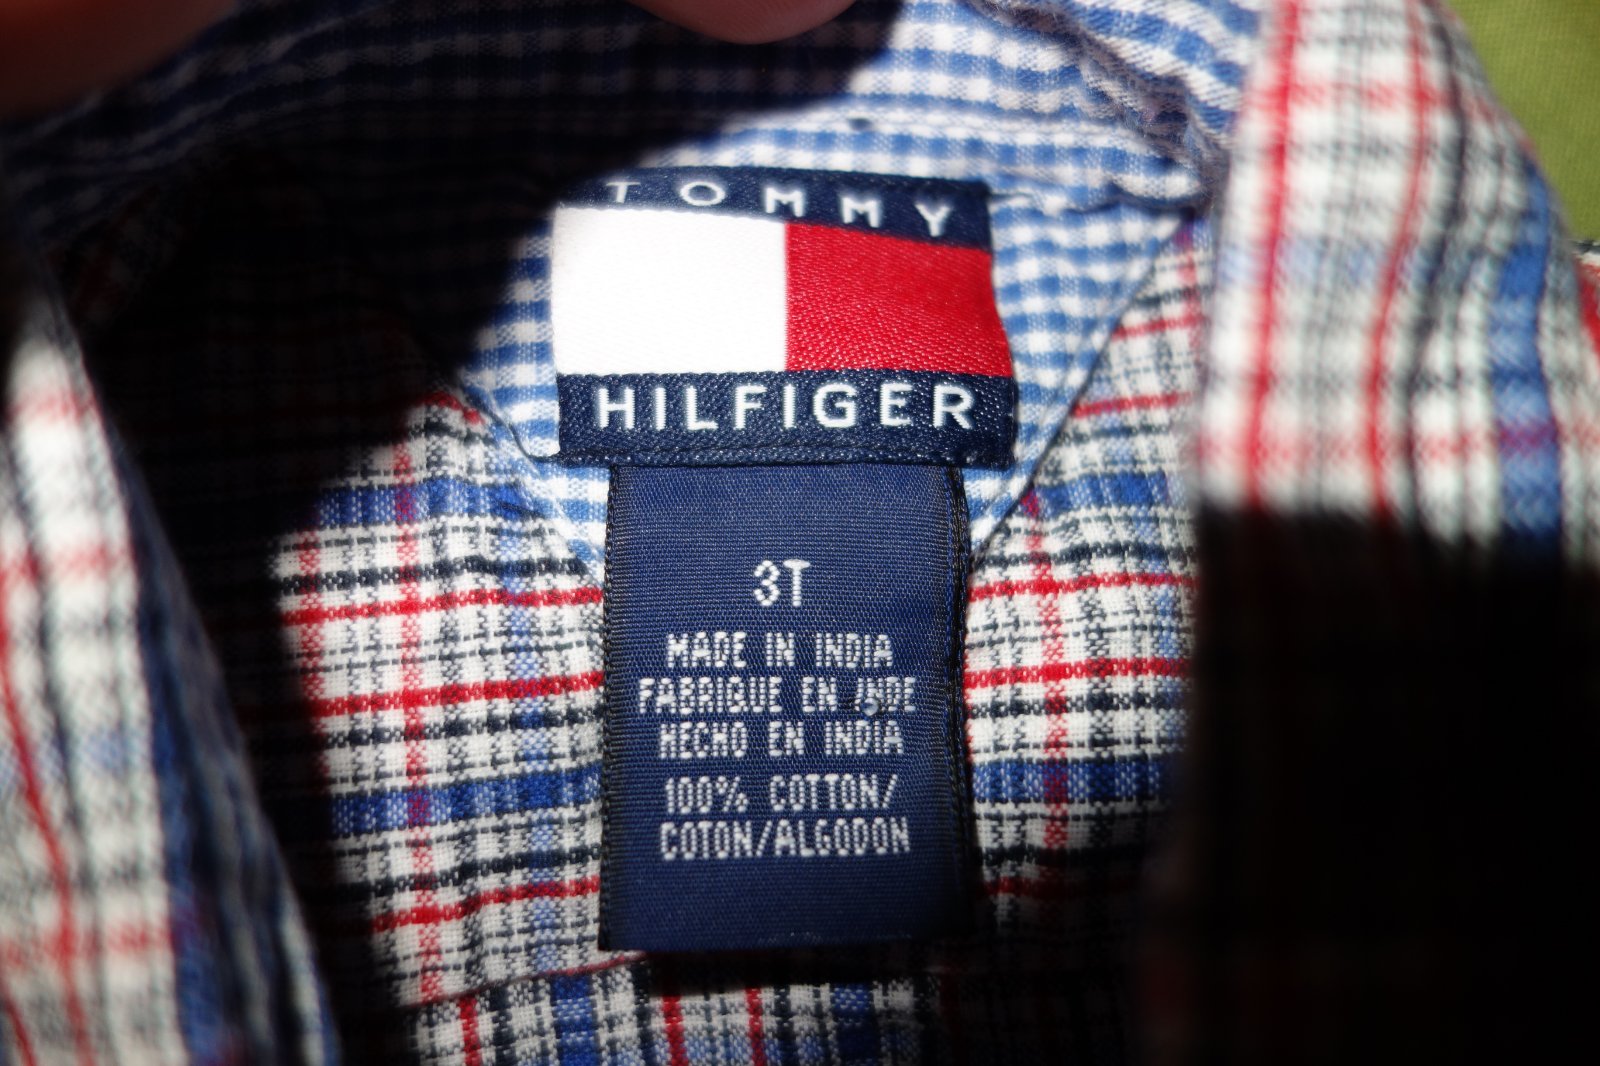 TOMMY
HILFIGER
3T
MADE IN INDIA
FABRIQUE EN INDE
HECHO EN INDIA
100% COTTON/
COTON/ALGODON